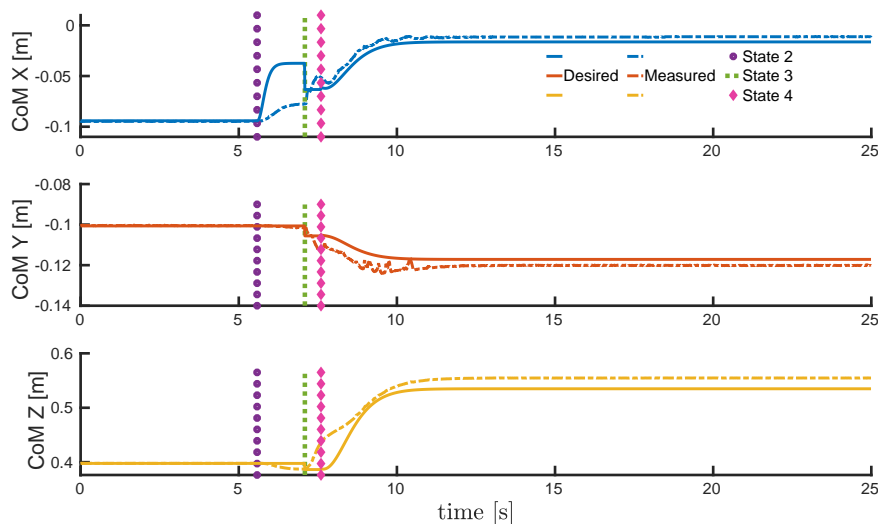 CoM X [m]
0
-0.05
-0.1
0 5 10 15 20 25
Desired Measured
State 2
State 3
State 4
CoM Y [m]
-0.08
-0.1
-0.12
-0.14
0 5 10 15 20 25
CoM Z [m]
0.6
0.5
0.4
0 5 10 15 20 25
time [s]